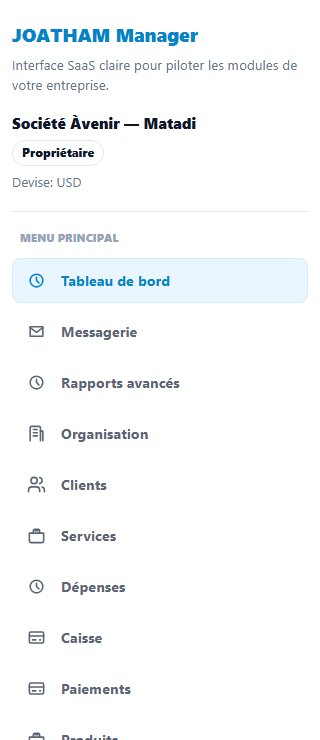 JOATHAM Manager
Interface SaaS claire pour piloter les modules de
votre entreprise.
Société Àvenir — Matadi
Propriétaire
Devise: USD
MENU PRINCIPAL
Tableau de bord
Messagerie
Rapports avancés
Organisation
Clients
Services
Dépenses
Caisse
Paiements
Produits